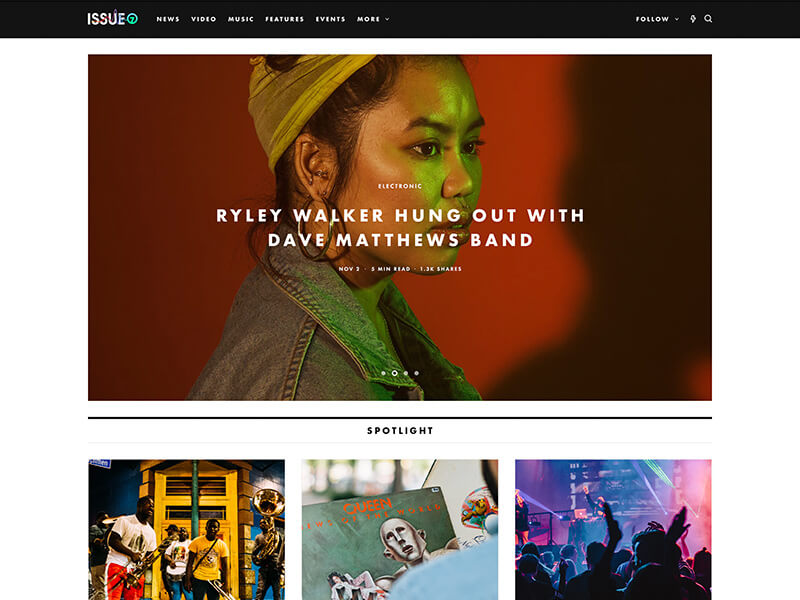 ISSUE 7
NEWS VIDEO MUSIC FEATURES EVENTS MORE
FOLLOW
ELECTRONIC
RYLEY WALKER HUNG OUT WITH
DAVE MATTHEWS BAND
NOV 2 · 5 MIN READ · 1.3K SHARES
SPOTLIGHT
QUEEN
NEWS OF THE WORLD